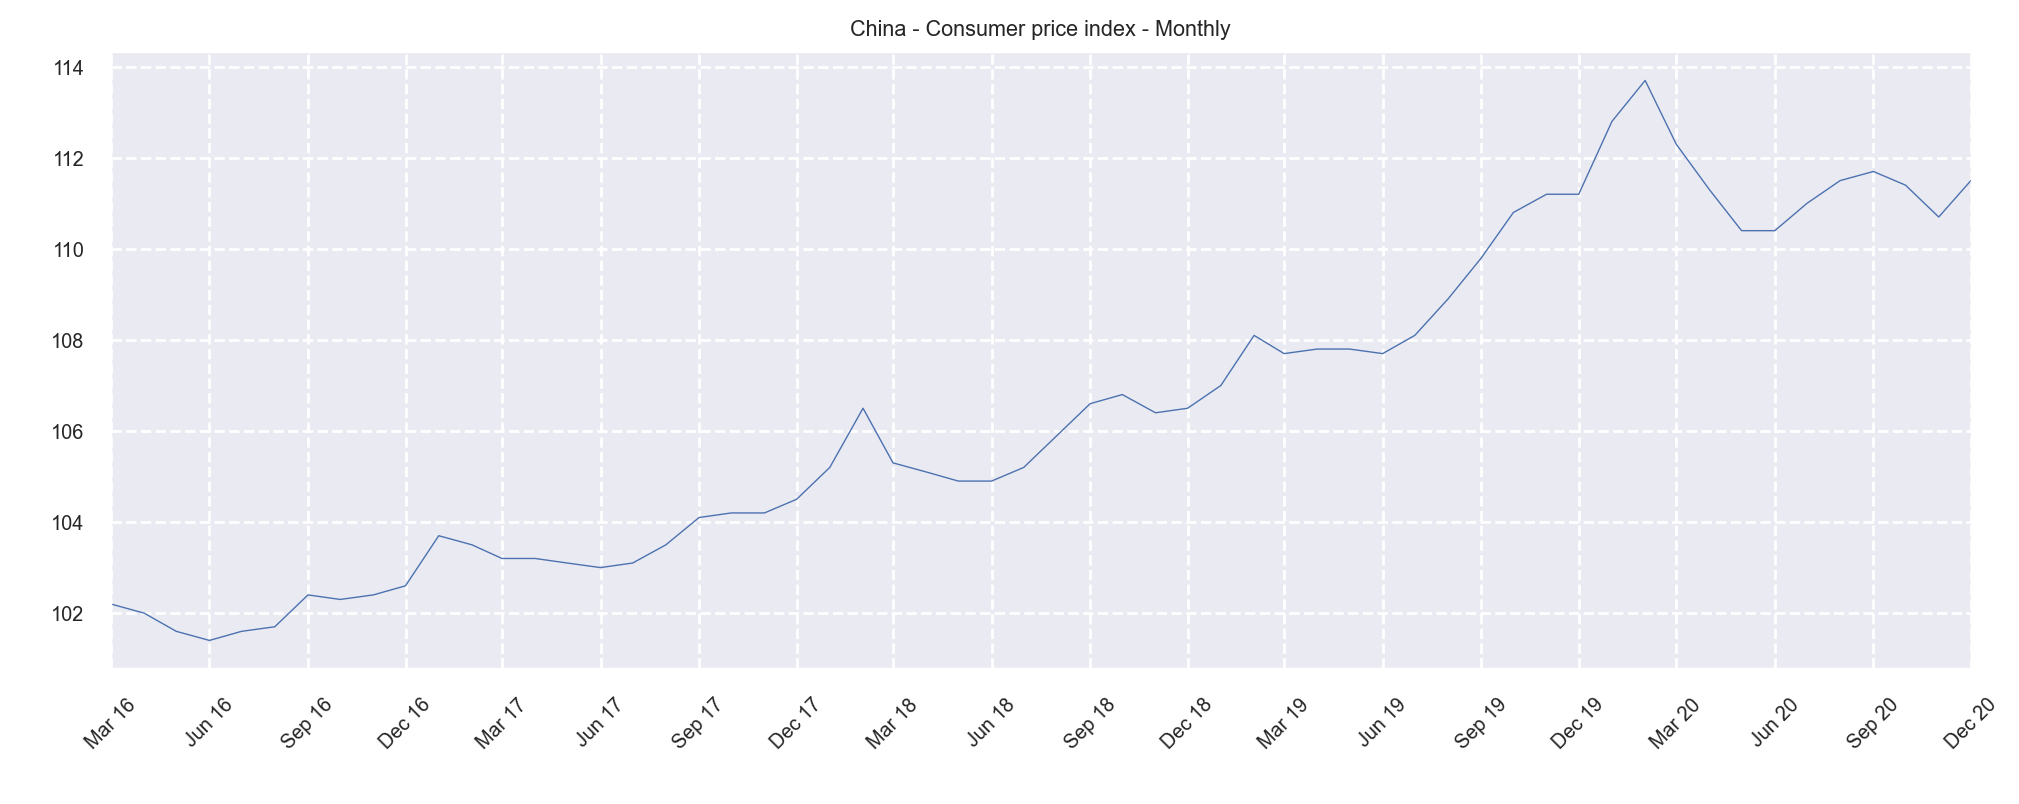 China - Consumer price index - Monthly
114
112
110
108
106
104
102
Mar 16
Jun 16
Sep 16
Dec 16
Mar 17
Jun 17
Sep 17
Dec 17
Mar 18
Jun 18
Sep 18
Dec 18
Mar 19
Jun 19
Sep 19
Dec 19
Mar 20
Jun 20
Sep 20
Dec 20